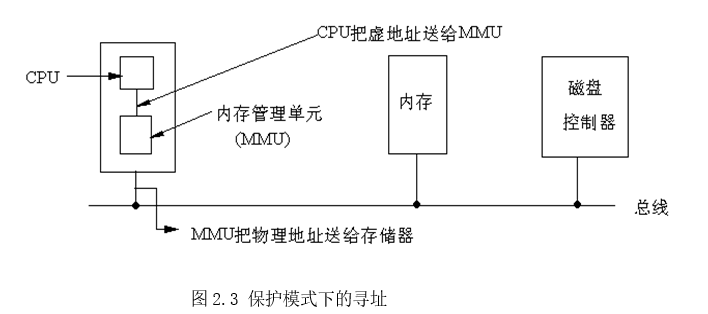 CPU把虚地址送给MMU
CPU
内存管理单元
(MMU)
内存
磁盘
控制器
总线
MMU把物理地址送给存储器
图 2.3 保护模式下的寻址